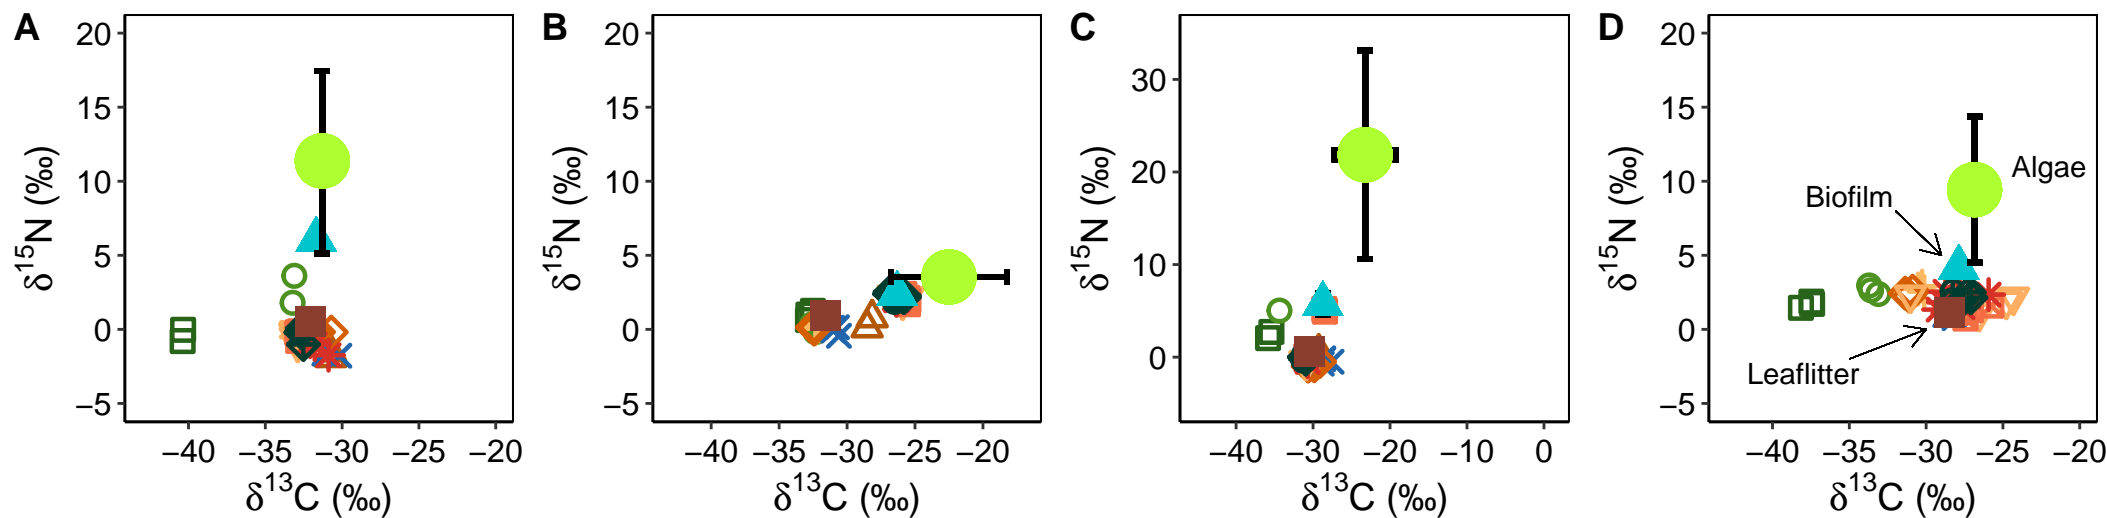 A
20
15
10
5
0
−5
δ15N (‰)
−40 −35 −30 −25 −20
δ13C (‰)
B
20
15
10
5
0
−5
δ15N (‰)
−40 −35 −30 −25 −20
δ13C (‰)
C
30
20
10
0
δ15N (‰)
−40 −30 −20 −10 0
δ13C (‰)
D
20
15
10
5
0
−5
δ15N (‰)
Algae
Biofilm
Leaflitter
−40 −35 −30 −25 −20
δ13C (‰)